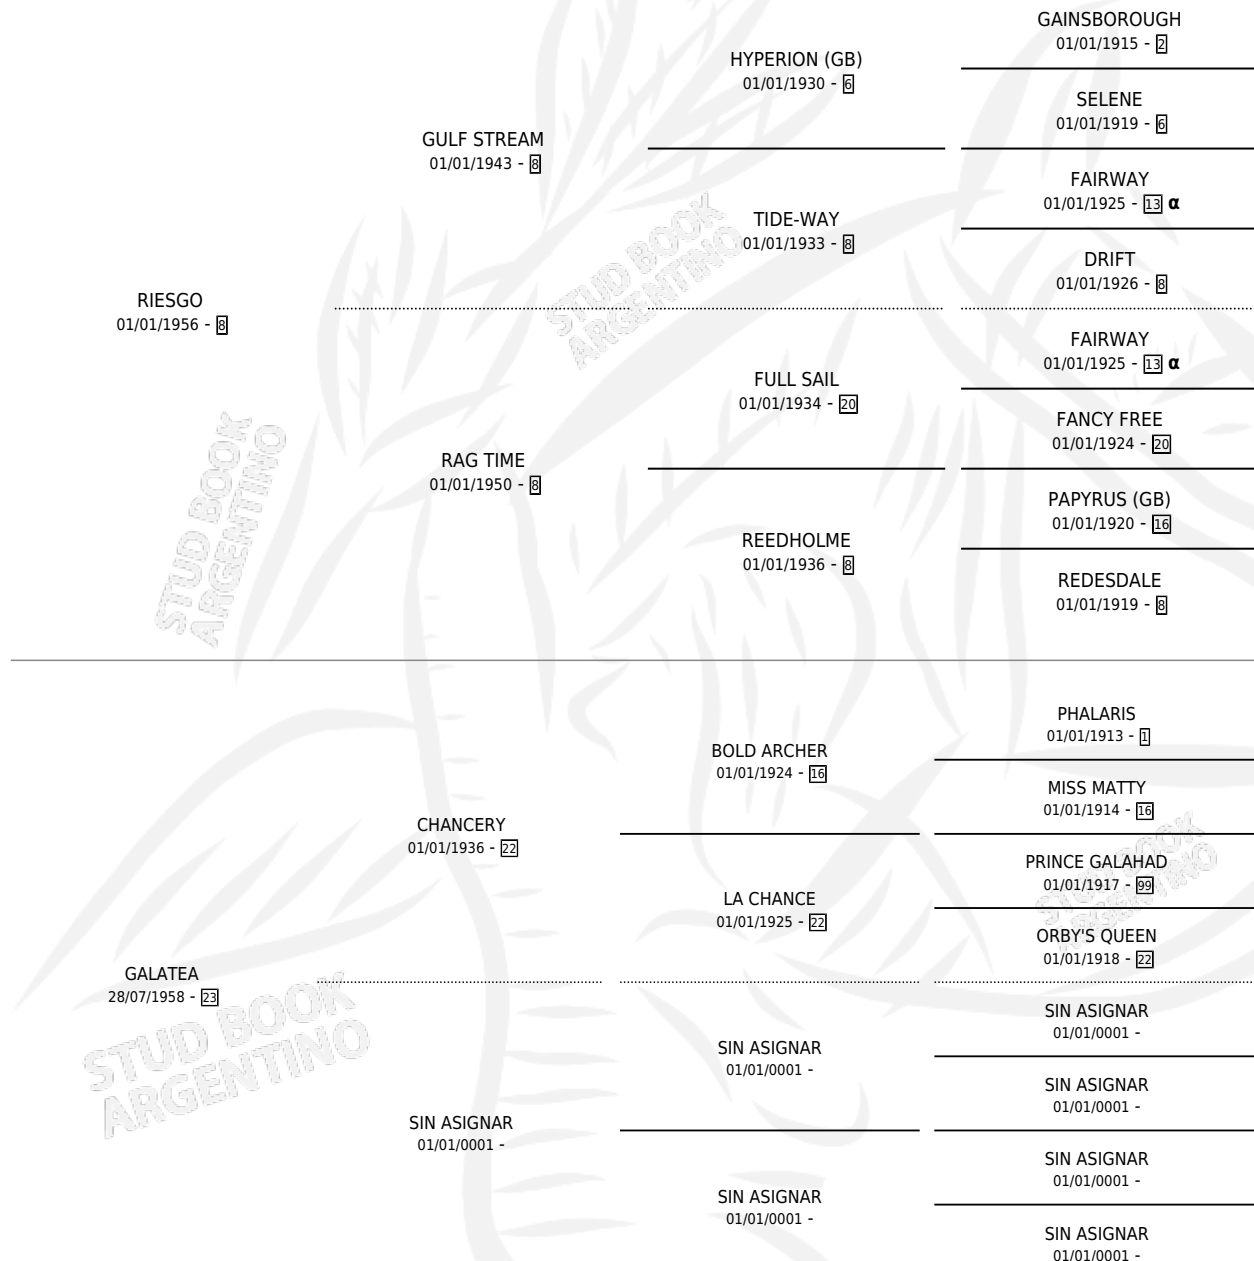 GAINSBOROUGH
01/01/1915 - 2
HYPERION (GB)
01/01/1930 - 6
SELENE
01/01/1919 - 6
GULF STREAM
01/01/1943 - 8
FAIRWAY
01/01/1925 - 13 α
TIDE-WAY
01/01/1933 - 8
DRIFT
01/01/1926 - 8
RIESGO
01/01/1956 - 8
FAIRWAY
01/01/1925 - 13 α
FULL SAIL
01/01/1934 - 20
FANCY FREE
01/01/1924 - 20
RAG TIME
01/01/1950 - 8
PAPYRUS (GB)
01/01/1920 - 16
REEDHOLME
01/01/1936 - 8
REDESDALE
01/01/1919 - 8
PHALARIS
01/01/1913 - 1
BOLD ARCHER
01/01/1924 - 16
MISS MATTY
01/01/1914 - 16
CHANCERY
01/01/1936 - 22
PRINCE GALAHAD
01/01/1917 - 99
LA CHANCE
01/01/1925 - 22
ORBY'S QUEEN
01/01/1918 - 22
GALATEA
28/07/1958 - 23
SIN ASIGNAR
01/01/0001 -
SIN ASIGNAR
01/01/0001 -
SIN ASIGNAR
01/01/0001 -
SIN ASIGNAR
01/01/0001 -
SIN ASIGNAR
01/01/0001 -
SIN ASIGNAR
01/01/0001 -
SIN ASIGNAR
01/01/0001 -
STUD BOOK
ARGENTINO
STUD BOOK
ARGENTINO
STUD BOOK
ARGENTINO
STUD BOOK
ARGENTINO